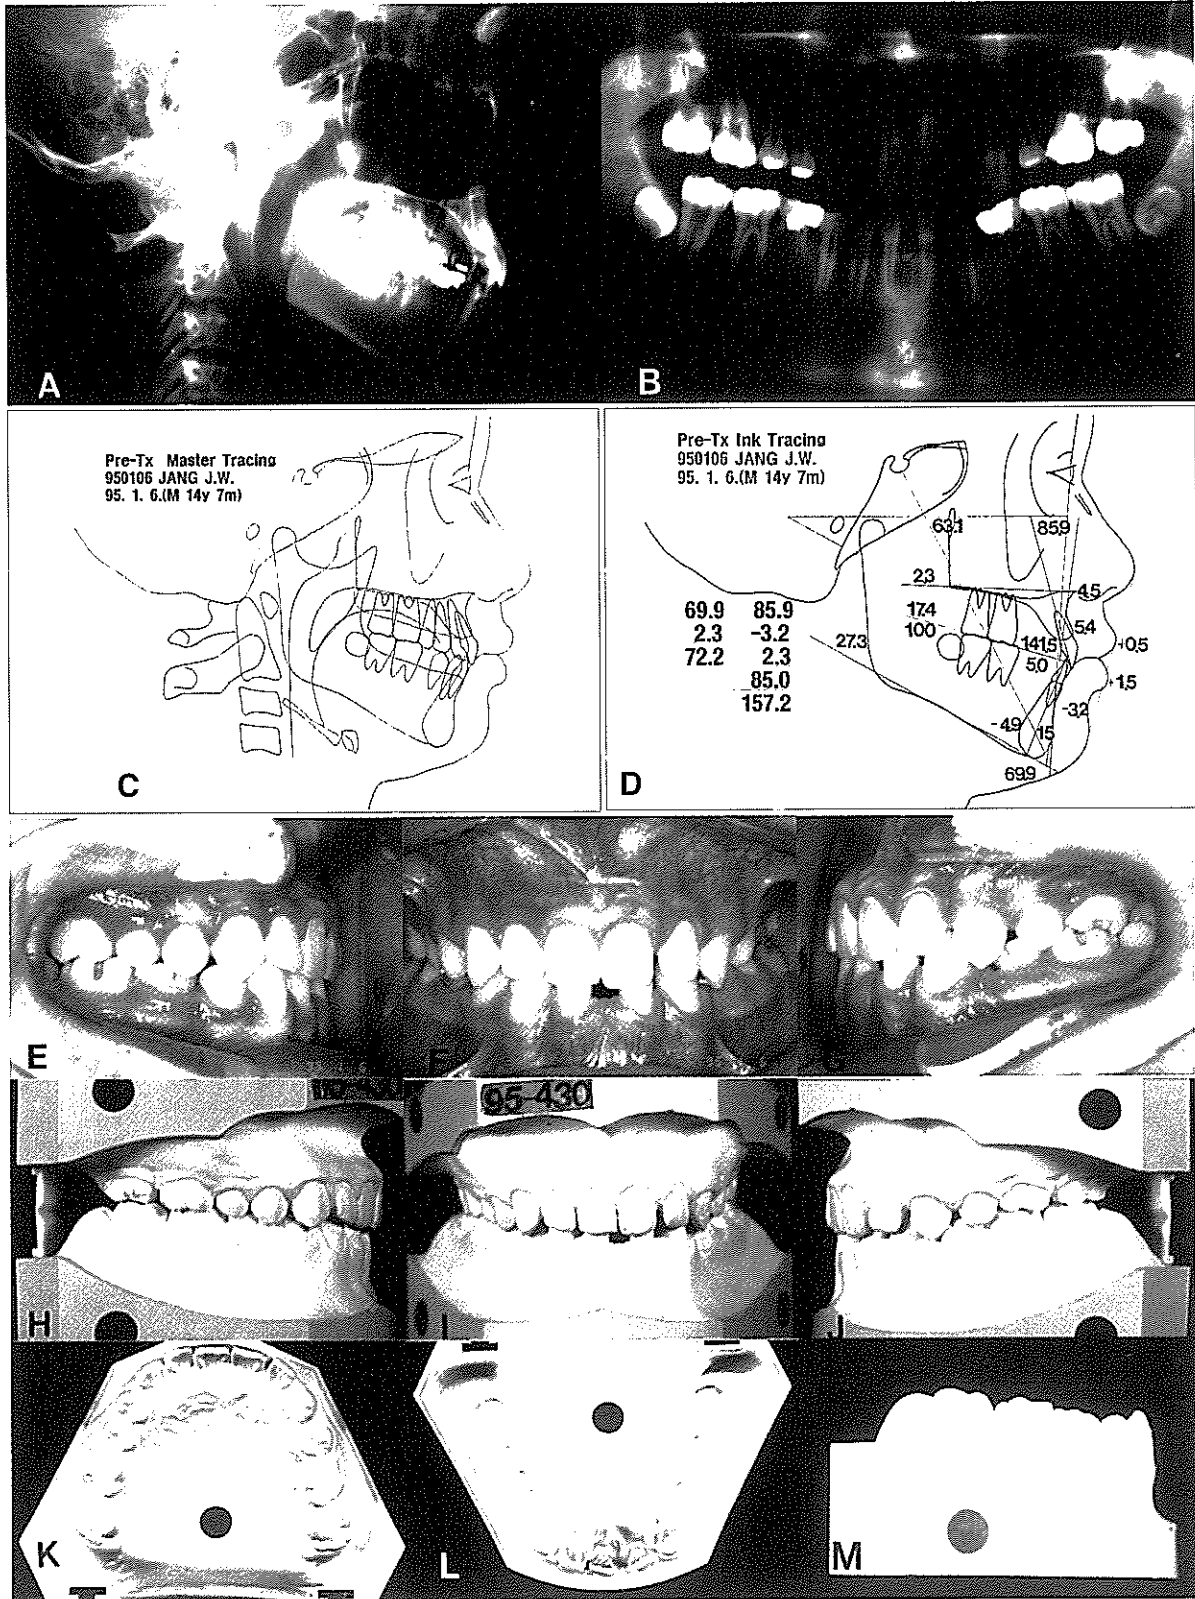 A
B
Pre-Tx Master Tracing
950106 JANG J.W.
95. 1. 6.(M 14y 7m)
C
Pre-Tx Ink Tracing
950106 JANG J.W.
95. 1. 6.(M 14y 7m)
63.1
85.9
2.3
4.5
69.9 85.9
2.3 -3.2
72.2 2.3
85.0
157.2
17.4
100
27.3
141.5
5.0
5.4
+0.5
+1.5
-3.2
-4.9
15
69.9
D
E
F
G
95-430
H
I
J
K
L
M